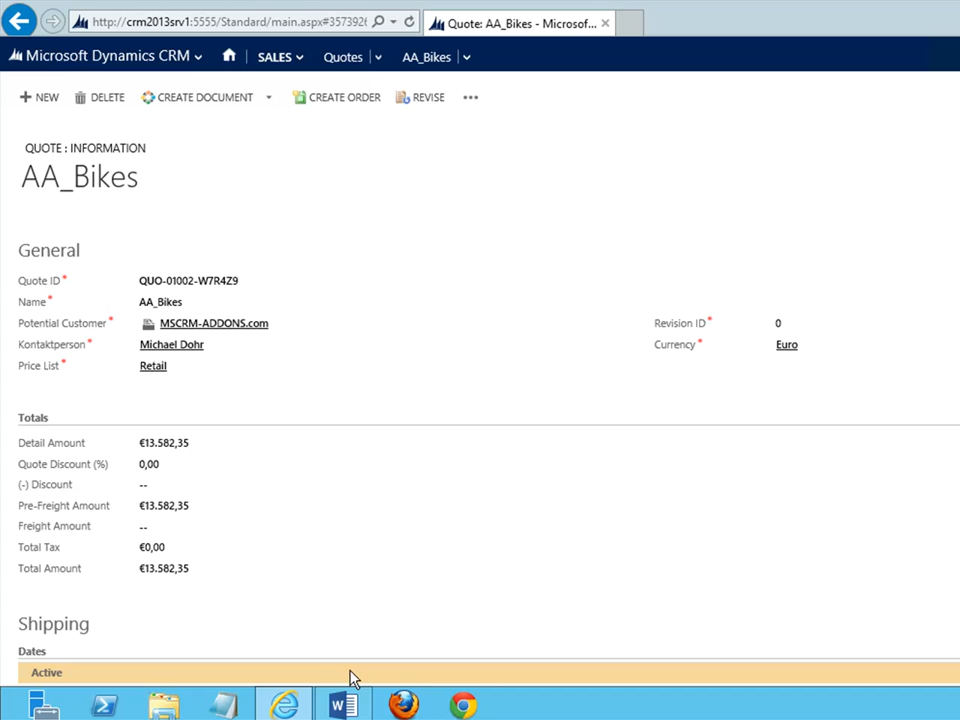 http://crm2013srv1:5555/Standard/main.aspx#3573926
Quote: AA_Bikes - Microsof...
Microsoft Dynamics CRM
SALES
Quotes
AA_Bikes
NEW
DELETE
CREATE DOCUMENT
CREATE ORDER
REVISE
QUOTE : INFORMATION
AA_Bikes
General
Quote ID * QUO-01002-W7R4Z9
Name * AA_Bikes
Potential Customer * MSCRM-ADDONS.com Revision ID * 0
Kontaktperson * Michael Dohr Currency * Euro
Price List * Retail
Totals
Detail Amount €13.582,35
Quote Discount (%) 0,00
(-) Discount --
Pre-Freight Amount €13.582,35
Freight Amount --
Total Tax €0,00
Total Amount €13.582,35
Shipping
Dates
Active